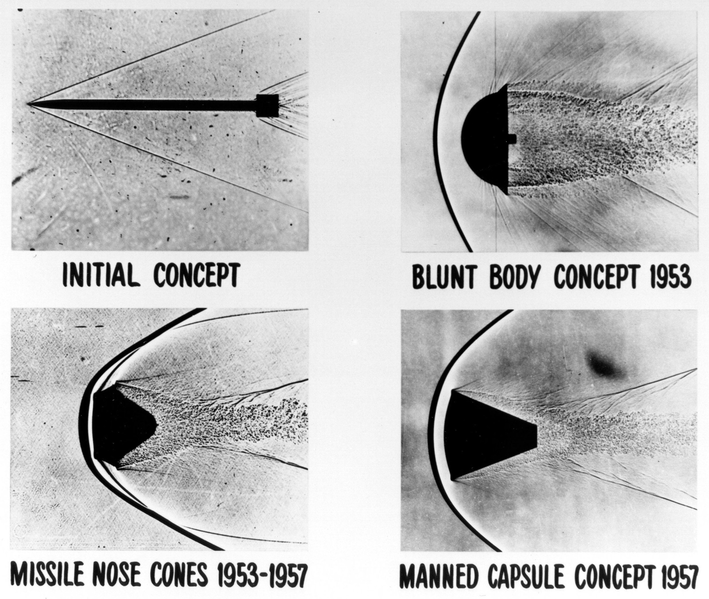 INITIAL CONCEPT
BLUNT BODY CONCEPT 1953
MISSILE NOSE CONES 1953-1957
MANNED CAPSULE CONCEPT 1957